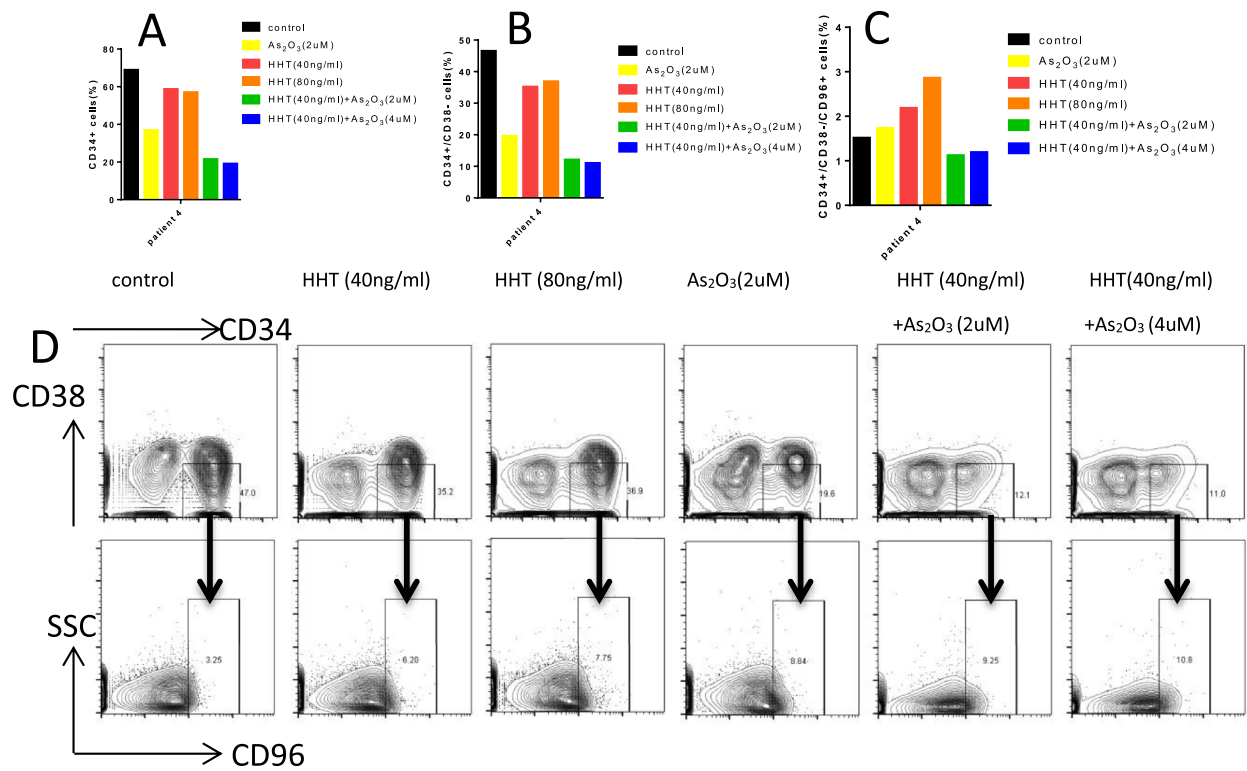 A
CD34+ cells(%)
80
60
40
20
0
patient 4
control
As₂O₃(2uM)
HHT(40ng/ml)
HHT(80ng/ml)
HHT(40ng/ml)+As₂O₃(2uM)
HHT(40ng/ml)+As₂O₃(4uM)
B
CD34+/CD38- cells(%)
50
40
30
20
10
0
patient 4
control
As₂O₃(2uM)
HHT(40ng/ml)
HHT(80ng/ml)
HHT(40ng/ml)+As₂O₃(2uM)
HHT(40ng/ml)+As₂O₃(4uM)
C
CD34+/CD38-/CD96+ cells(%)
4
3
2
1
0
patient 4
control
As₂O₃(2uM)
HHT(40ng/ml)
HHT(80ng/ml)
HHT(40ng/ml)+As₂O₃(2uM)
HHT(40ng/ml)+As₂O₃(4uM)
control
HHT (40ng/ml)
HHT (80ng/ml)
As₂O₃(2uM)
HHT (40ng/ml)
+As₂O₃ (2uM)
HHT(40ng/ml)
+As₂O₃ (4uM)
D
CD34
CD38
47.0
35.2
36.9
19.6
12.1
11.0
SSC
3.25
6.20
7.75
8.84
9.25
10.8
CD96